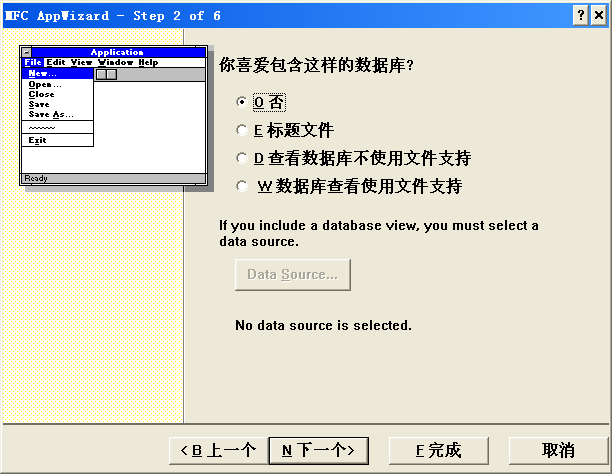 MFC AppWizard - Step 2 of 6
Application
File Edit View Window Help
New...
Open...
Close
Save
Save As...
Exit
Ready
你喜爱包含这样的数据库?
O 否
E 标题文件
D 查看数据库不使用文件支持
W 数据库查看使用文件支持
If you include a database view, you must select a
data source.
Data Source...
No data source is selected.
< B 上一个
N 下一个>
F 完成
取消